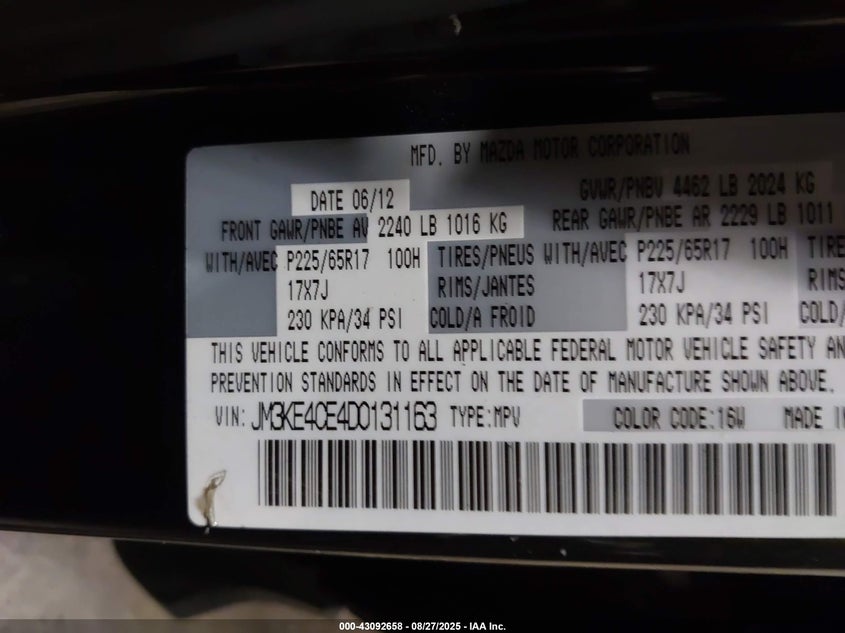 MFD. BY MAZDA MOTOR CORPORATION
DATE 06/12 GVWR/PNBV 4462 LB 2024 KG
FRONT GAWR/PNBE AV 2240 LB 1016 KG REAR GAWR/PNBE AR 2229 LB 1011
WITH/AVEC P225/65R17 100H TIRES/PNEUS WITH/AVEC P225/65R17 100H TIRE
17X7J RIMS/JANTES 17X7J RIMS
230 KPA/34 PSI COLD/A FROID 230 KPA/34 PSI COLD/
THIS VEHICLE CONFORMS TO ALL APPLICABLE FEDERAL MOTOR VEHICLE SAFETY AN
PREVENTION STANDARDS IN EFFECT ON THE DATE OF MANUFACTURE SHOWN ABOVE.
VIN: JM3KE4CE4D0131163 TYPE:MPV COLOR CODE:16W MADE I
000-43092658 - 08/27/2025 - IAA Inc.